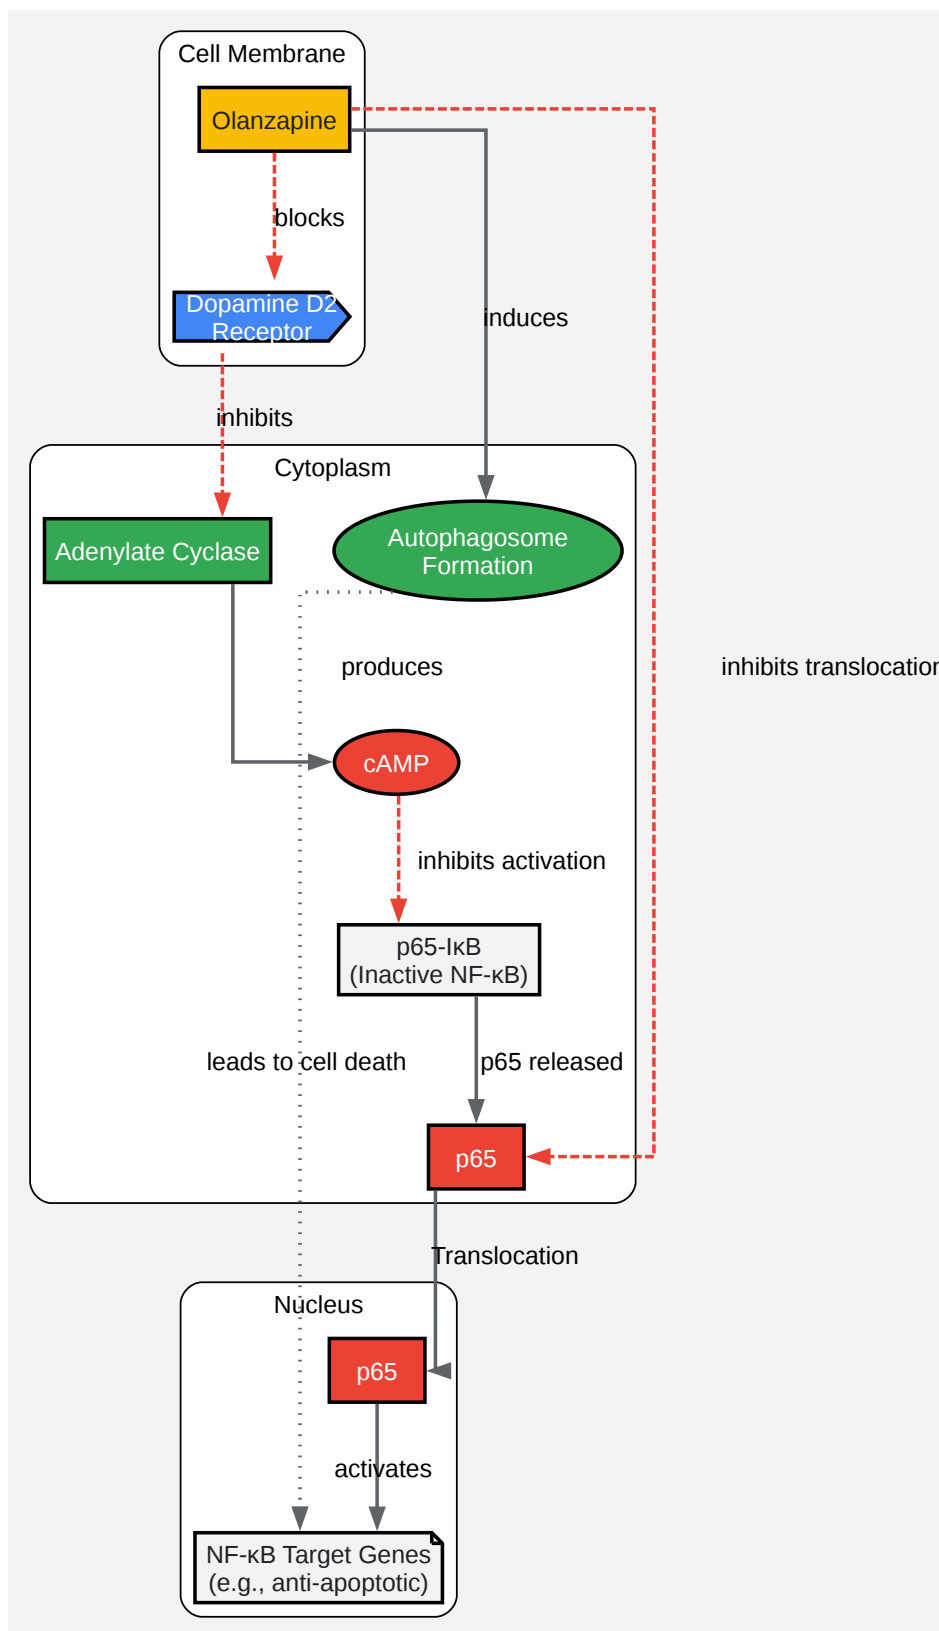 Cell Membrane
Olanzapine
blocks
Dopamine D2
Receptor
induces
inhibits
Cytoplasm
Adenylate Cyclase
Autophagosome
Formation
produces
inhibits translocation
cAMP
inhibits activation
p65-IκB
(Inactive NF-κB)
leads to cell death
p65 released
p65
Translocation
Nucleus
p65
activates
NF-κB Target Genes
(e.g., anti-apoptotic)